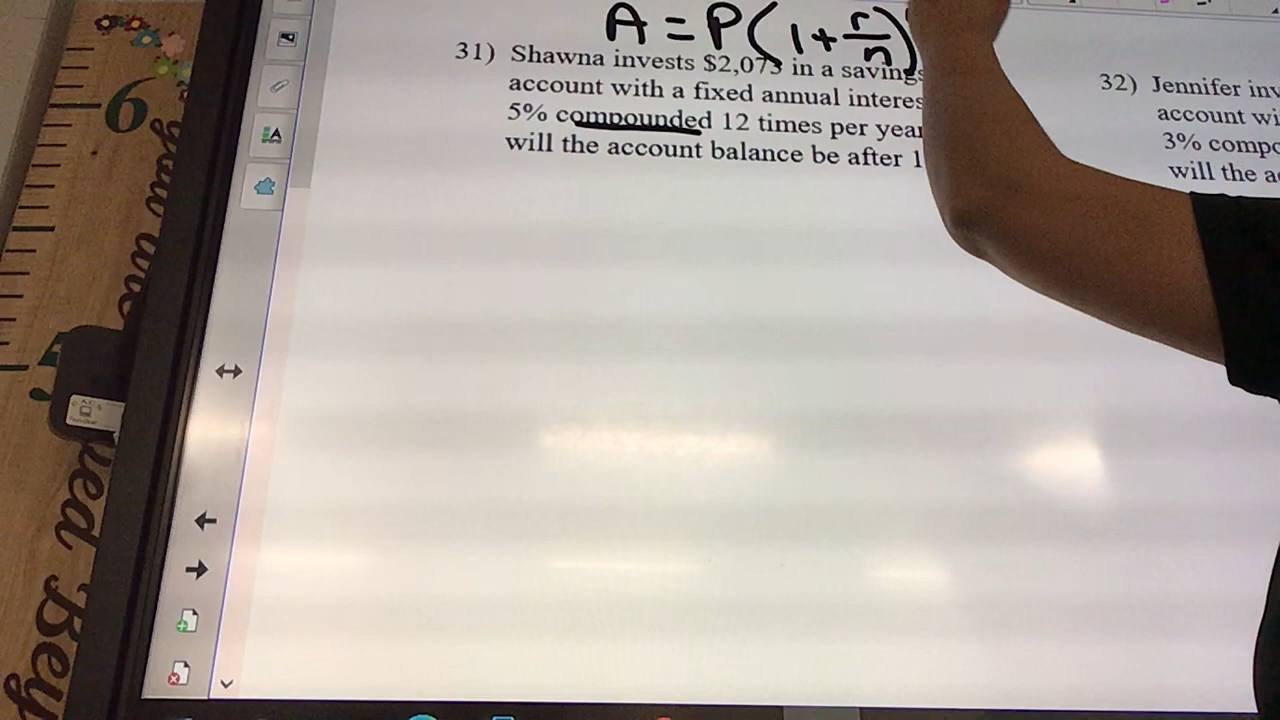 A = P(1 + r/n)
31) Shawna invests $2,073 in a savings
account with a fixed annual interes
5% compounded 12 times per year
will the account balance be after 1
32) Jennifer inv
account wi
3% compo
will the a
6